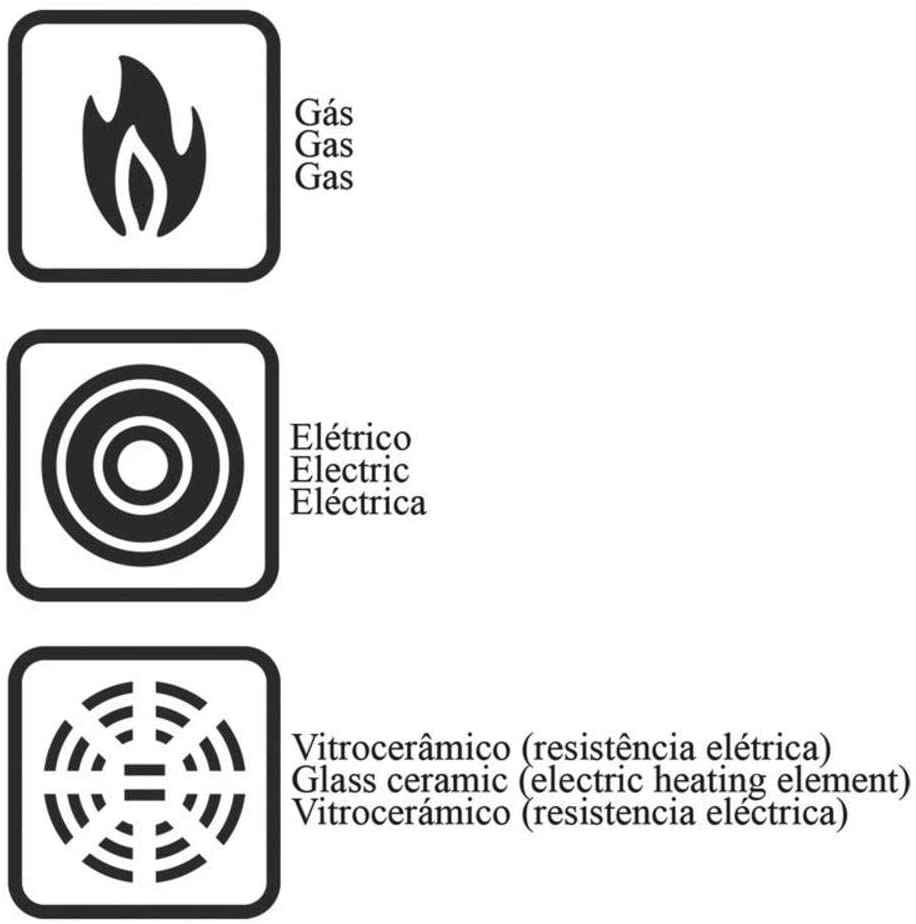 Gás
Gas
Gas
Elétrico
Electric
Eléctrica
Vitrocerâmico (resistência elétrica)
Glass ceramic (electric heating element)
Vitrocerámico (resistencia eléctrica)